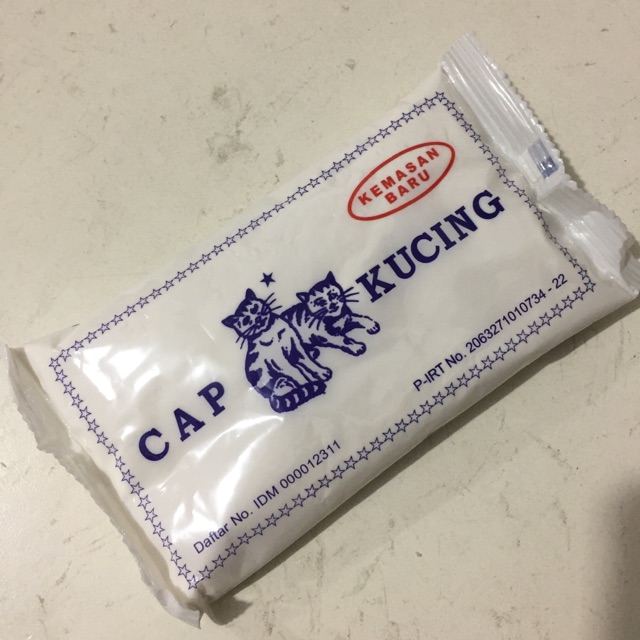 KEMASAN
BARU
CAP KUCING
Daftar No. IDM 000012311
P-IRT No. 2063271010734 - 22